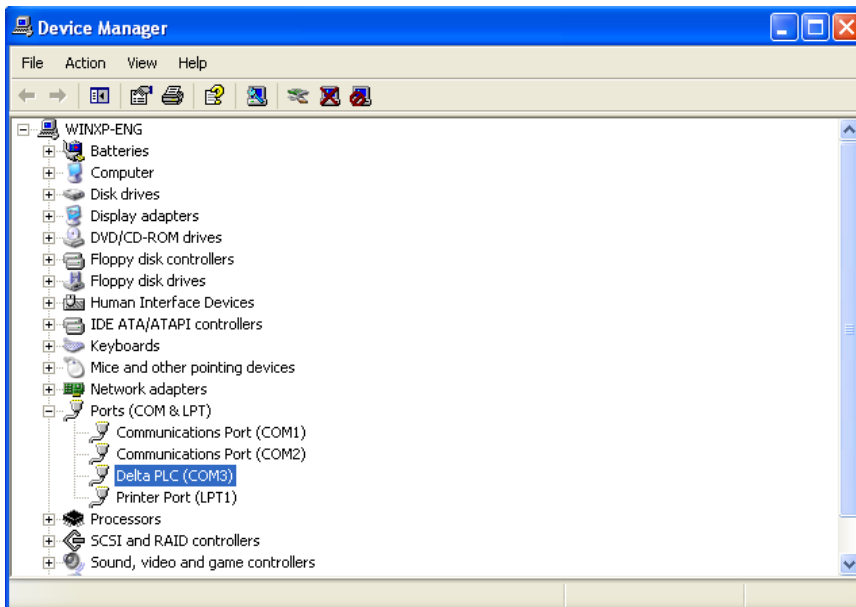 Device Manager
File Action View Help
WINXP-ENG
Batteries
Computer
Disk drives
Display adapters
DVD/CD-ROM drives
Floppy disk controllers
Floppy disk drives
Human Interface Devices
IDE ATA/ATAPI controllers
Keyboards
Mice and other pointing devices
Network adapters
Ports (COM & LPT)
Communications Port (COM1)
Communications Port (COM2)
Delta PLC (COM3)
Printer Port (LPT1)
Processors
SCSI and RAID controllers
Sound, video and game controllers